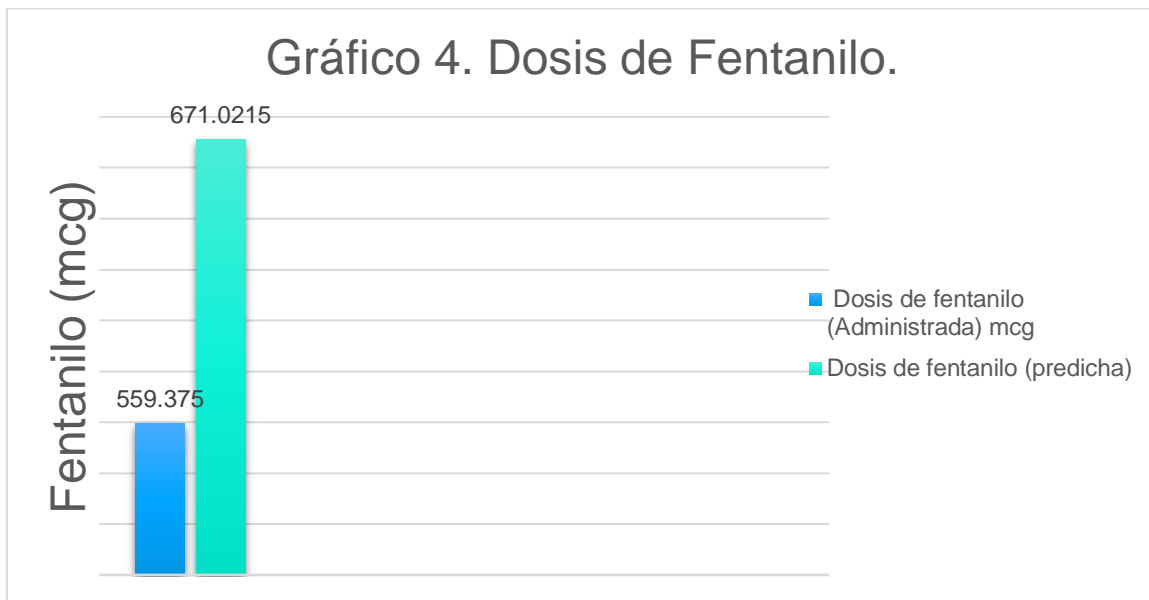 Gráfico 4. Dosis de Fentanilo.
671.0215
559.375
Fentanilo (mcg)
Dosis de fentanilo
(Administrada) mcg
Dosis de fentanilo (predicha)